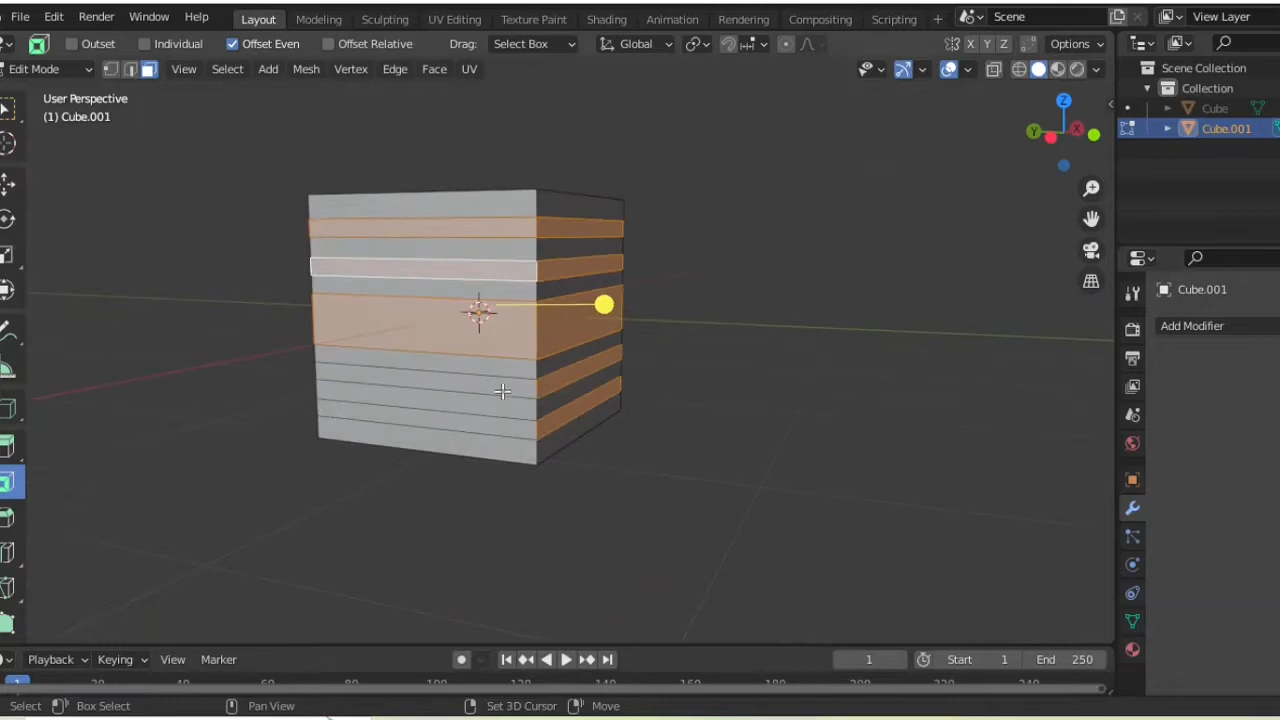 File Edit Render Window Help Layout Modeling Sculpting UV Editing Texture Paint Shading Animation Rendering Compositing Scripting + Scene View Layer
Outset Individual Offset Even Offset Relative Drag: Select Box Global X Y Z Options
Edit Mode View Select Add Mesh Vertex Edge Face UV
Scene Collection
Collection
Cube
Cube.001
User Perspective
(1) Cube.001
Z
Y
X
Cube.001
Add Modifier
Playback Keying View Marker 1 Start 1 End 250
1
Select Box Select Pan View Set 3D Cursor Move